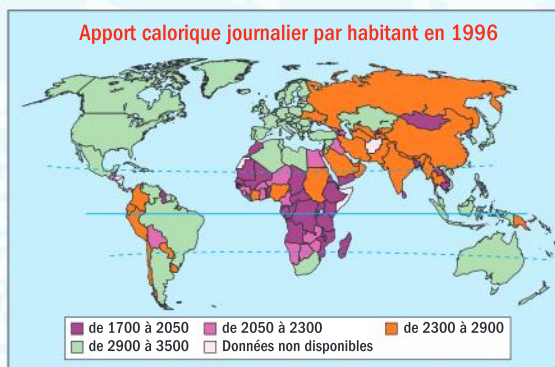 Apport calorique journalier par habitant en 1996
de 1700 à 2050 de 2050 à 2300 de 2300 à 2900
de 2900 à 3500 Données non disponibles